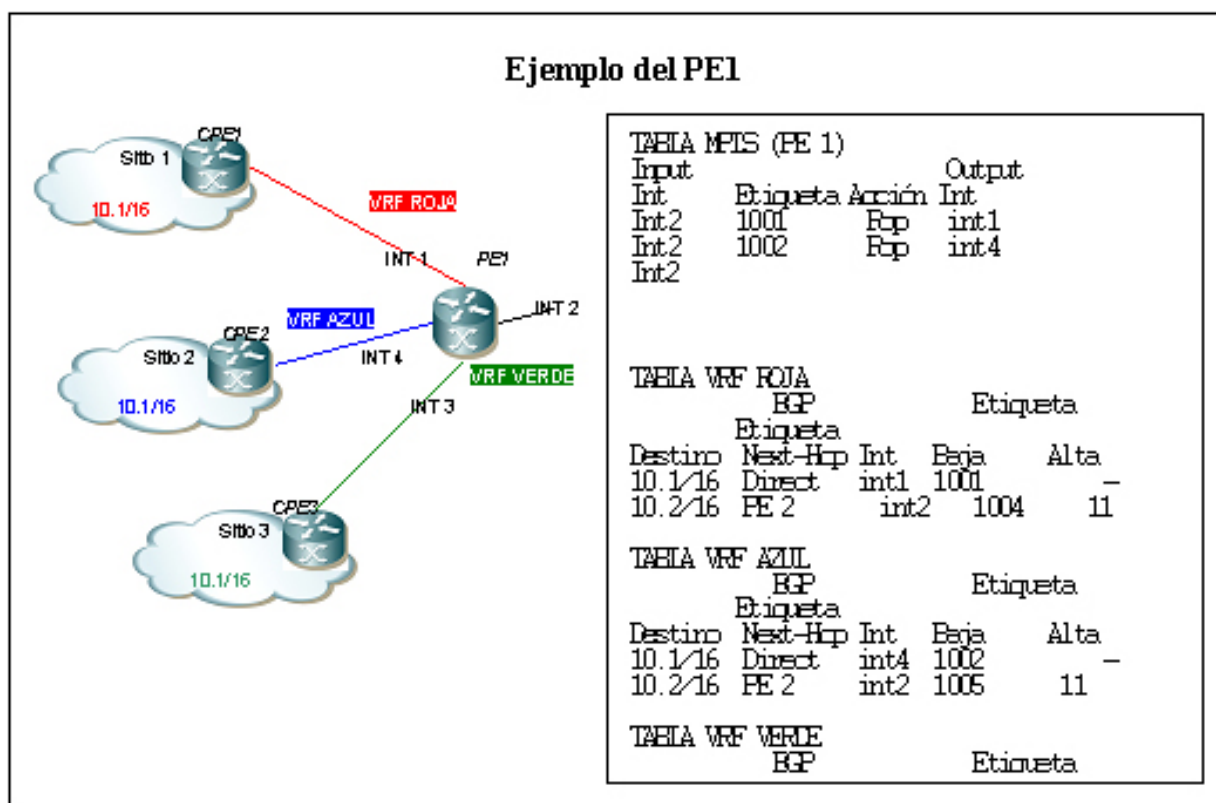 Ejemplo del PE1
CPE1
Sitio 1
10.1/16
VRF ROJA
INT 1
PE1
INT 2
VRF AZUL
CPE2
Sitio 2
INT 4
10.1/16
VRF VERDE
INT 3
CPE3
Sitio 3
10.1/16
TABLA MPLS (PE 1)
Input Output
Int Etiqueta Acción Int
Int2 1001 Pop int1
Int2 1002 Pop int4
Int2
TABLA VRF ROJA
BGP Etiqueta
Etiqueta
Destino Next-Hop Int Baja Alta
10.1/16 Direct int1 1001 -
10.2/16 PE 2 int2 1004 11
TABLA VRF AZUL
BGP Etiqueta
Etiqueta
Destino Next-Hop Int Baja Alta
10.1/16 Direct int4 1002 -
10.2/16 PE 2 int2 1005 11
TABLA VRF VERDE
BGP Etiqueta